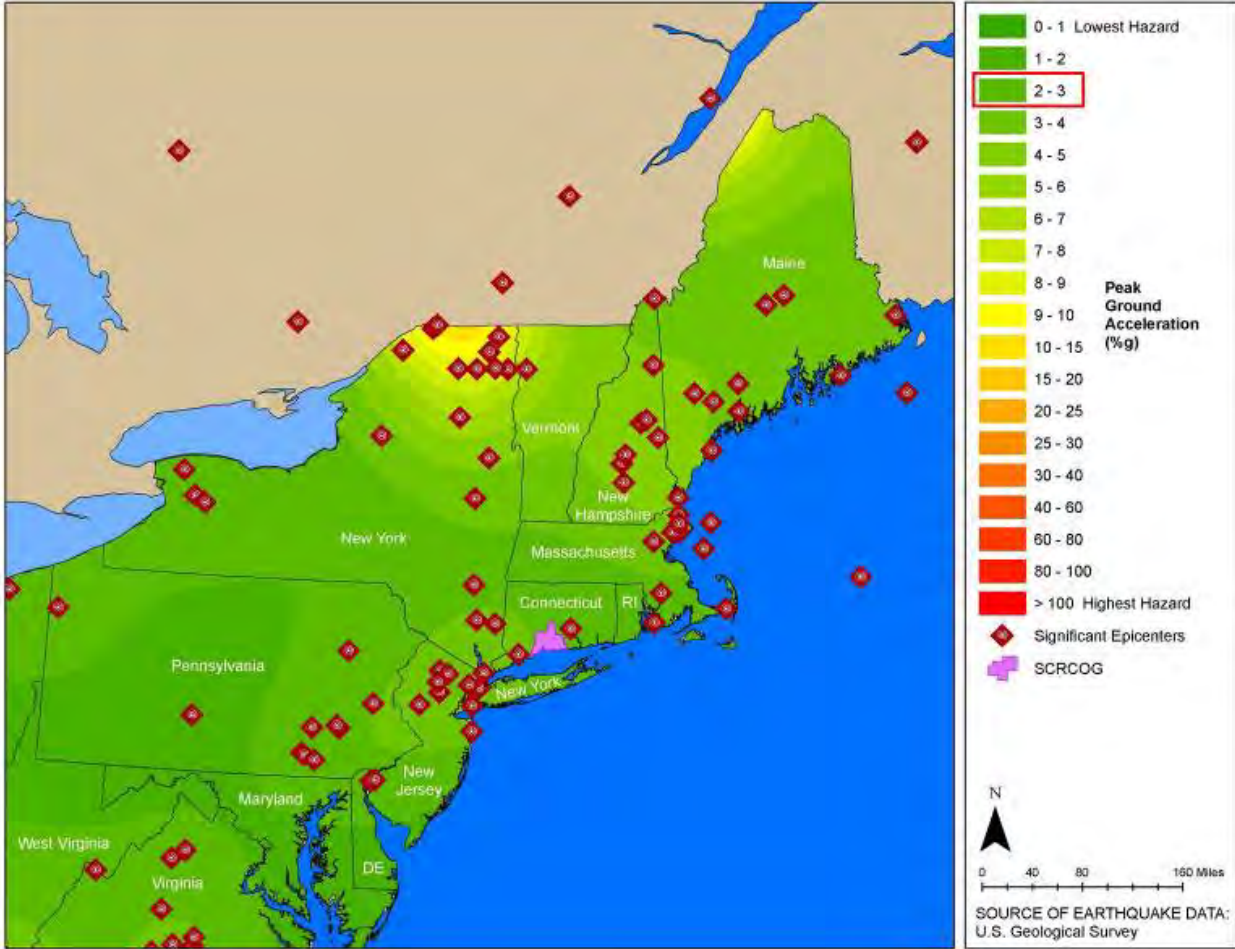 Maine
Vermont
New
Hampshire
New York
Massachusetts
Connecticut
RI
Pennsylvania
New York
New
Jersey
Maryland
West Virginia
DE
Virginia
0 - 1 Lowest Hazard
1 - 2
2 - 3
3 - 4
4 - 5
5 - 6
6 - 7
7 - 8
8 - 9
9 - 10
10 - 15
15 - 20
20 - 25
25 - 30
30 - 40
40 - 60
60 - 80
80 - 100
> 100 Highest Hazard
Peak
Ground
Acceleration
(%g)
Significant Epicenters
SCRCOG
N
0 40 80 160 Miles
SOURCE OF EARTHQUAKE DATA:
U.S. Geological Survey